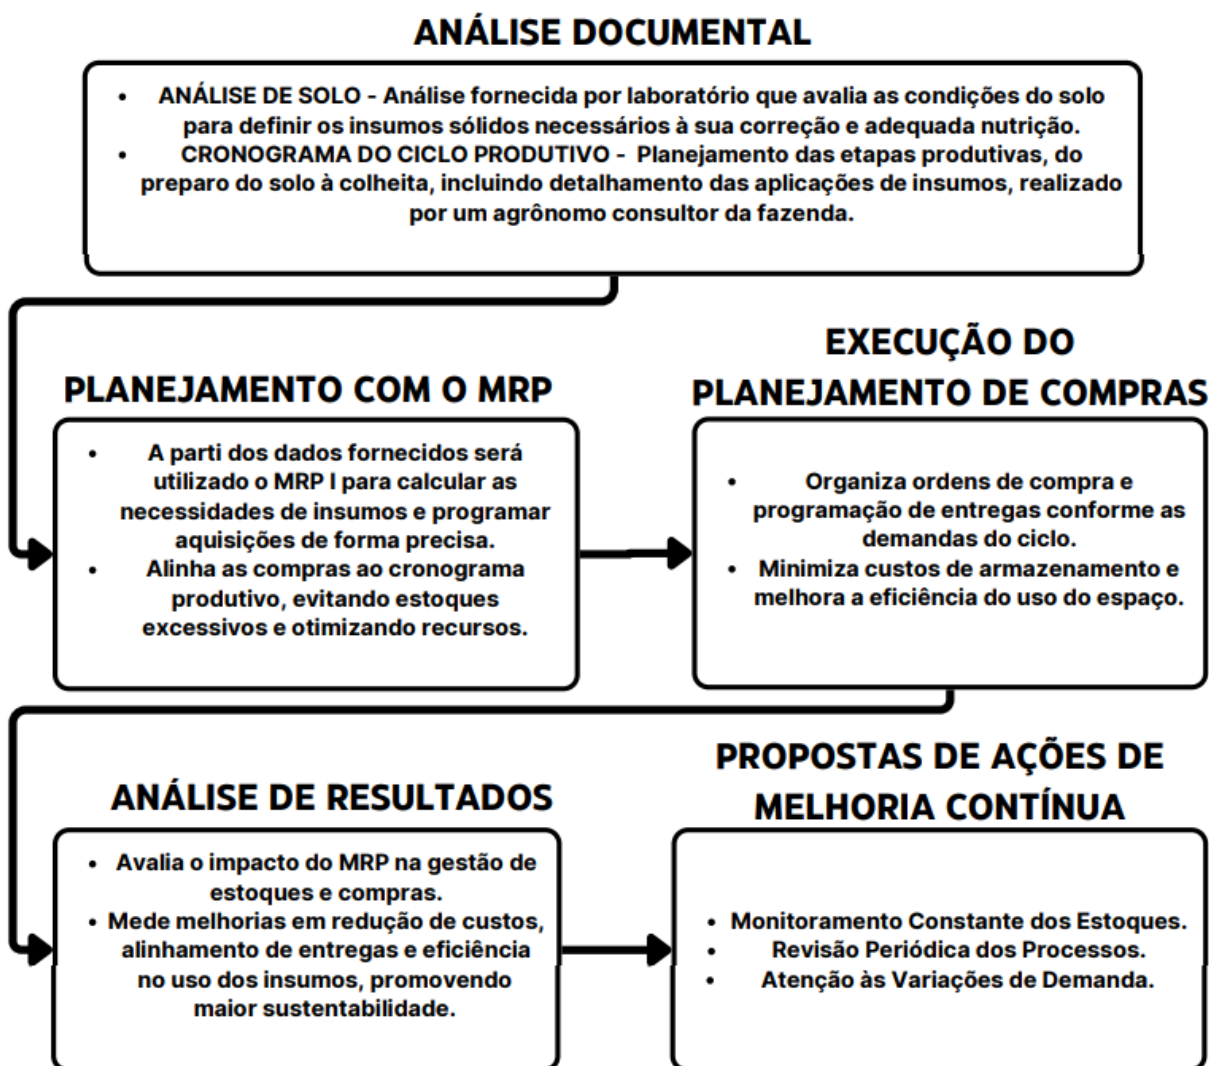 ANÁLISE DOCUMENTAL
• ANÁLISE DE SOLO - Análise fornecida por laboratório que avalia as condições do solo
para definir os insumos sólidos necessários à sua correção e adequada nutrição.
• CRONOGRAMA DO CICLO PRODUTIVO - Planejamento das etapas produtivas, do
preparo do solo à colheita, incluindo detalhamento das aplicações de insumos, realizado
por um agrônomo consultor da fazenda.
PLANEJAMENTO COM O MRP
• A parti dos dados fornecidos será
utilizado o MRP I para calcular as
necessidades de insumos e programar
aquisições de forma precisa.
• Alinha as compras ao cronograma
produtivo, evitando estoques
excessivos e otimizando recursos.
EXECUÇÃO DO
PLANEJAMENTO DE COMPRAS
• Organiza ordens de compra e
programação de entregas conforme as
demandas do ciclo.
• Minimiza custos de armazenamento e
melhora a eficiência do uso do espaço.
ANÁLISE DE RESULTADOS
• Avalia o impacto do MRP na gestão de
estoques e compras.
• Mede melhorias em redução de custos,
alinhamento de entregas e eficiência
no uso dos insumos, promovendo
maior sustentabilidade.
PROPOSTAS DE AÇÕES DE
MELHORIA CONTÍNUA
• Monitoramento Constante dos Estoques.
• Revisão Periódica dos Processos.
• Atenção às Variações de Demanda.